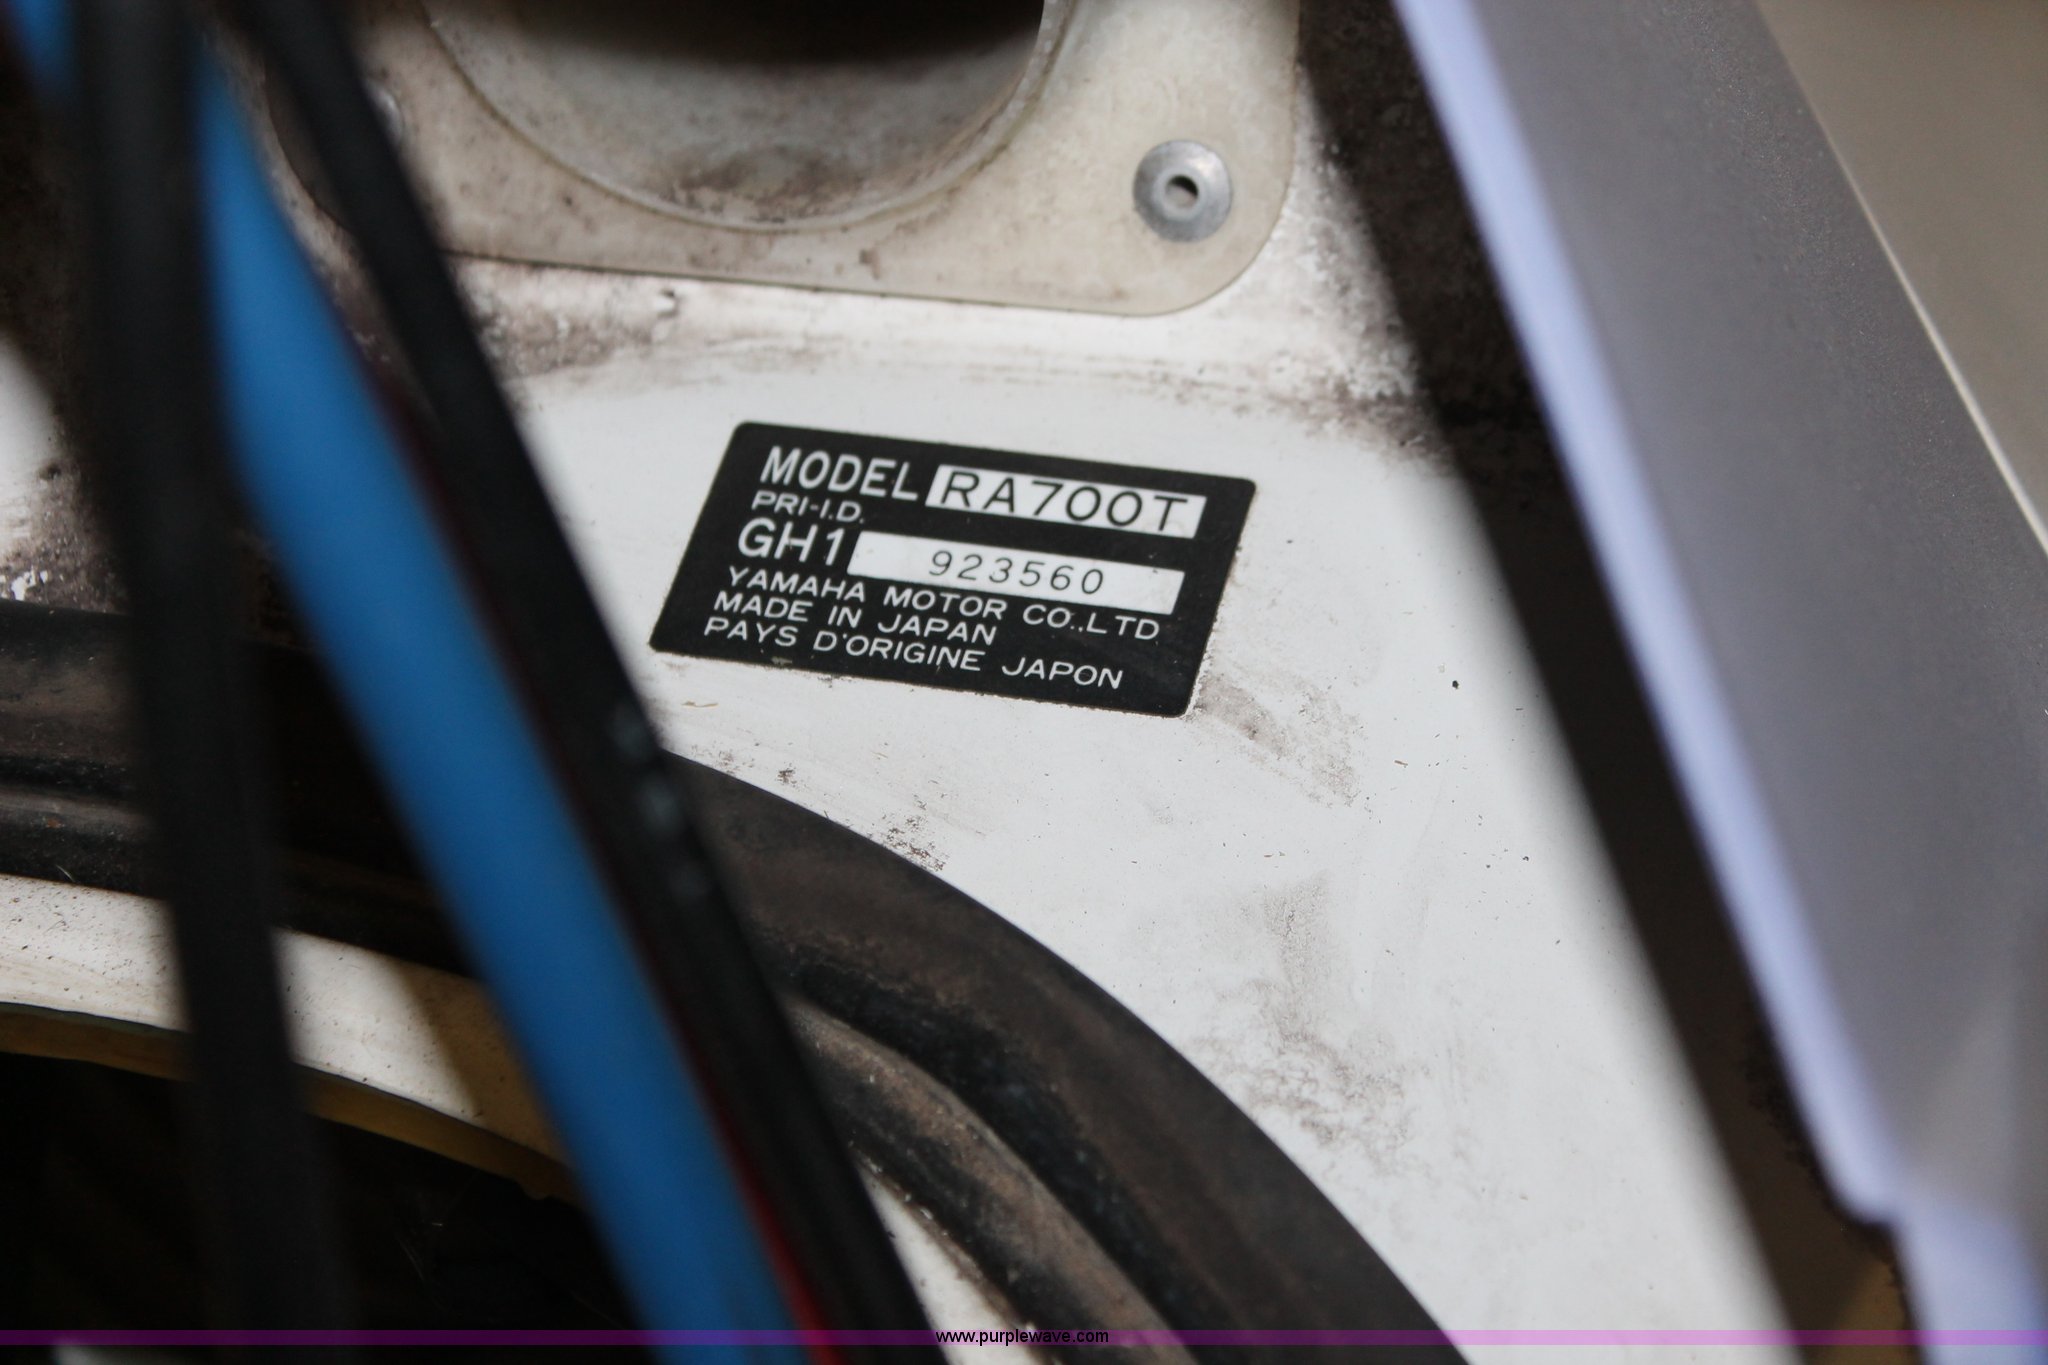 MODEL RA700T
PRI-I.D.
GH1 923560
YAMAHA MOTOR CO.,LTD
MADE IN JAPAN
PAYS D'ORIGINE JAPON
www.purplewave.com